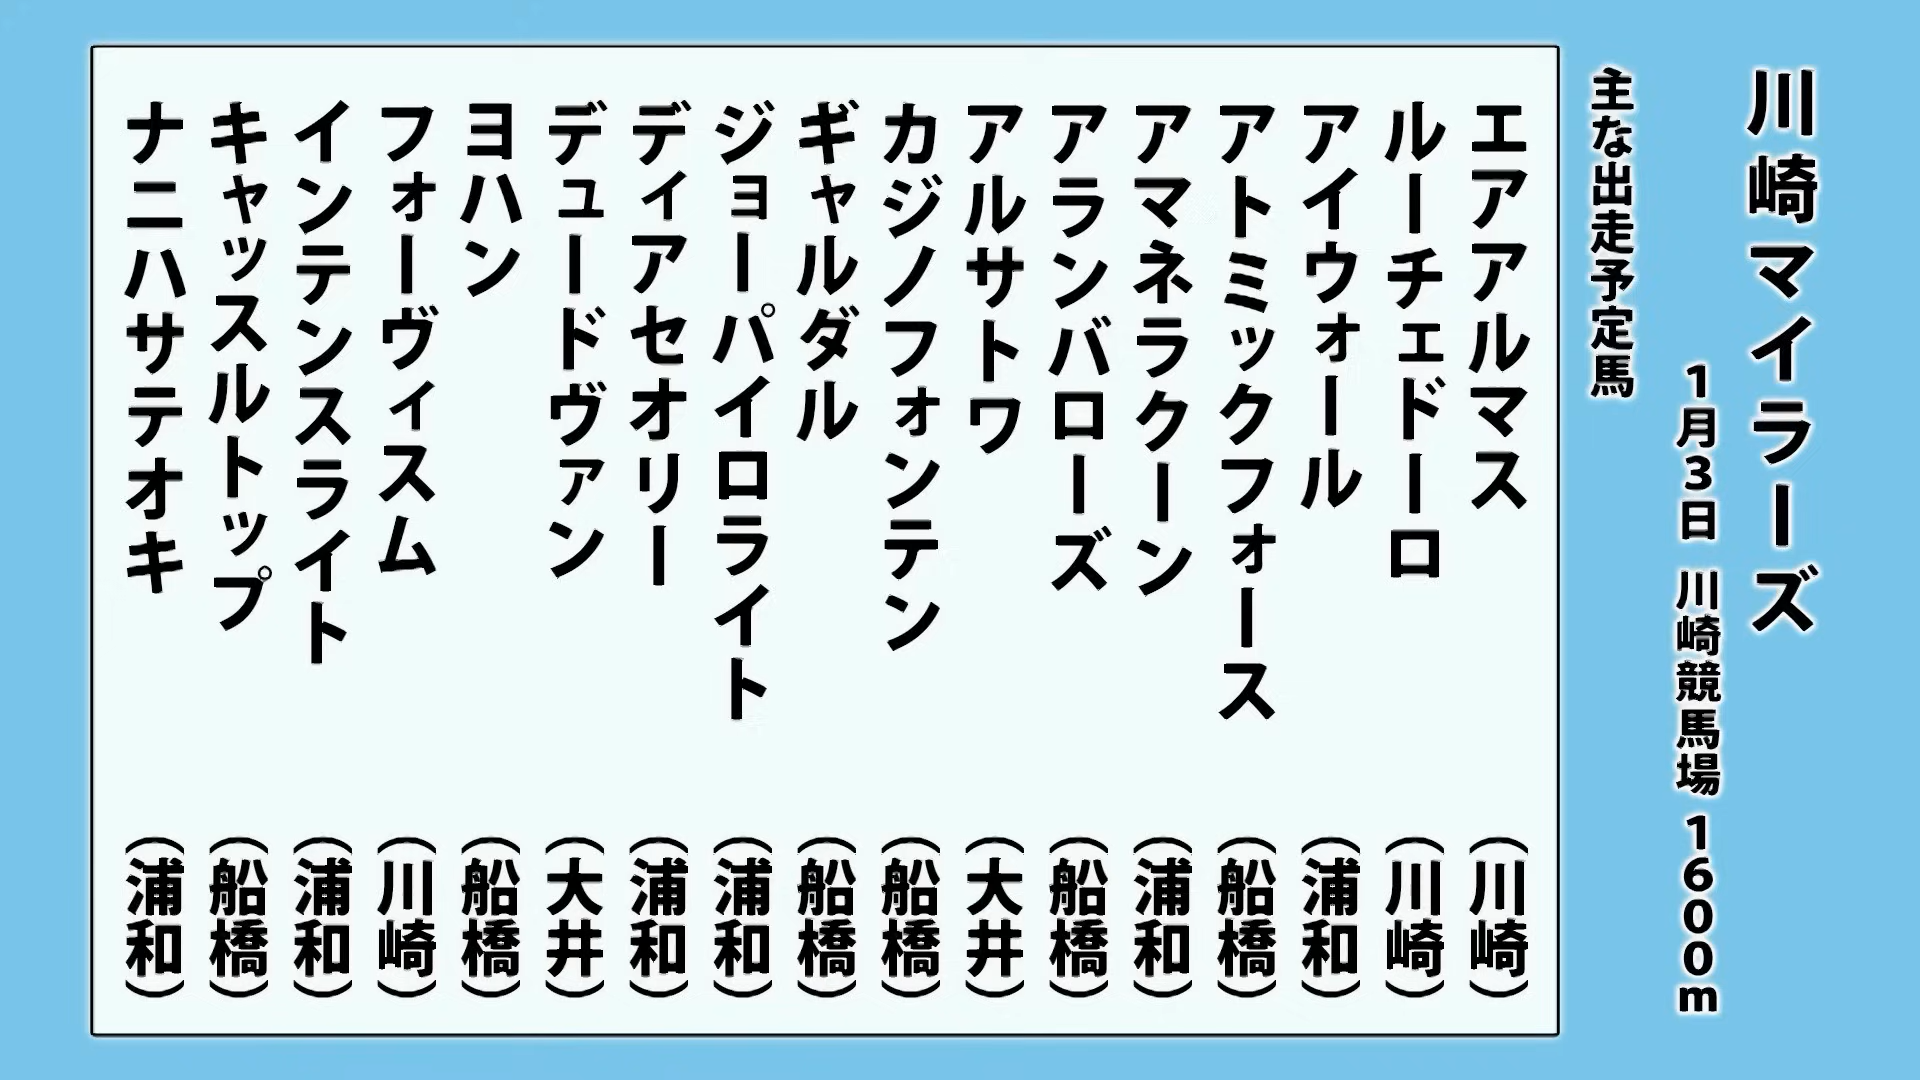 川崎マイラーズ
1月3日 川崎競馬場 1600m
主な出走予定馬
エアアルマス（川崎）
ルーチェドーロ（川崎）
アイウォール（浦和）
アトミックフォース（船橋）
アマネラクーン（浦和）
アランバローズ（船橋）
アルサトワ（大井）
カジノフォンテン（船橋）
ギャルダル（船橋）
ジョーパイロライト（浦和）
ディアセオリー（浦和）
デュードヴァン（大井）
ヨハン（船橋）
フォーヴィスム（川崎）
インテンスライト（浦和）
キャッスルトップ（船橋）
ナニハサテオキ（浦和）